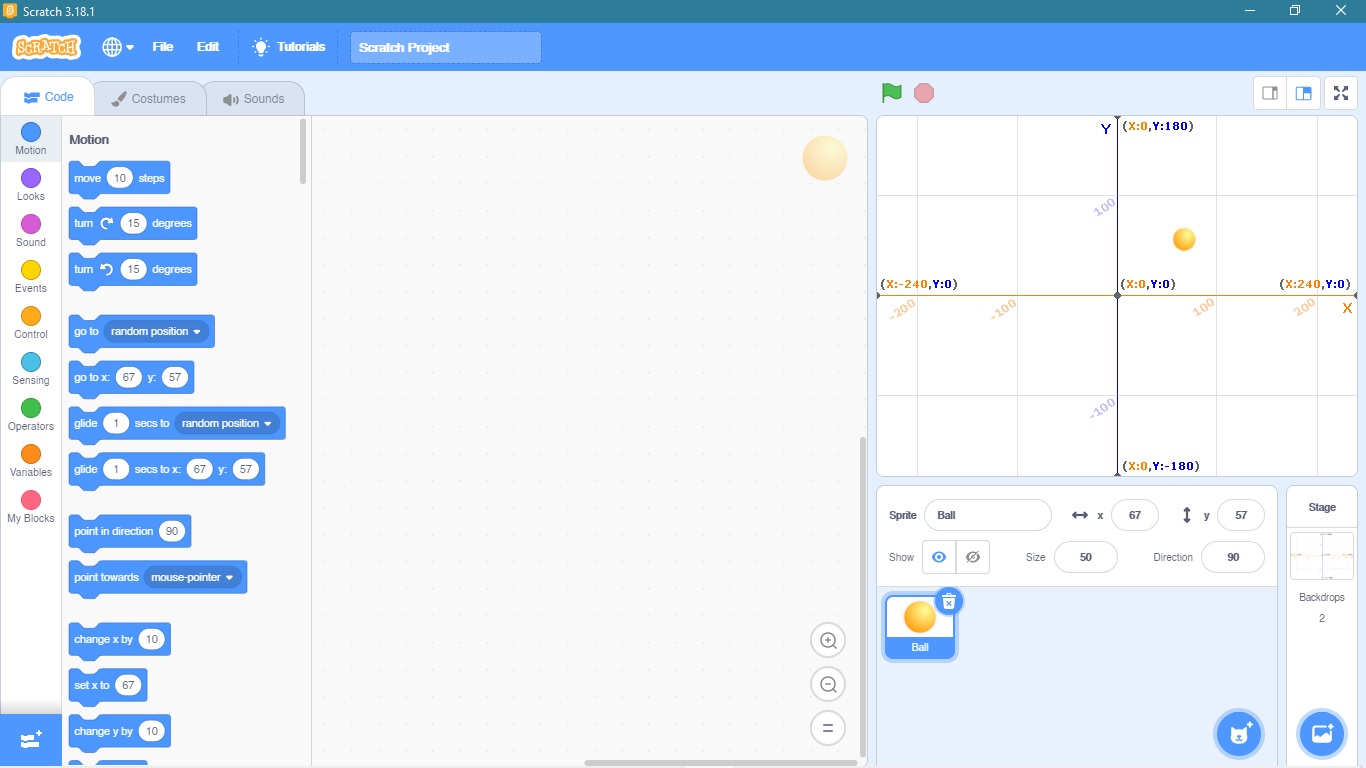 Scratch 3.18.1
SCRATCH
File
Edit
Tutorials
Scratch Project
Code
Costumes
Sounds
Motion
Looks
Sound
Events
Control
Sensing
Operators
Variables
My Blocks
Motion
move 10 steps
turn 15 degrees
turn 15 degrees
go to random position
go to x: 67 y: 57
glide 1 secs to random position
glide 1 secs to x: 67 y: 57
point in direction 90
point towards mouse-pointer
change x by 10
set x to 67
change y by 10
Y
(X:0,Y:180)
100
(X:-240,Y:0)
(X:0,Y:0)
(X:240,Y:0)
-200
-100
100
200
X
-100
(X:0,Y:-180)
Sprite Ball x 67 y 57
Show Size 50 Direction 90
Ball
Stage
Backdrops
2